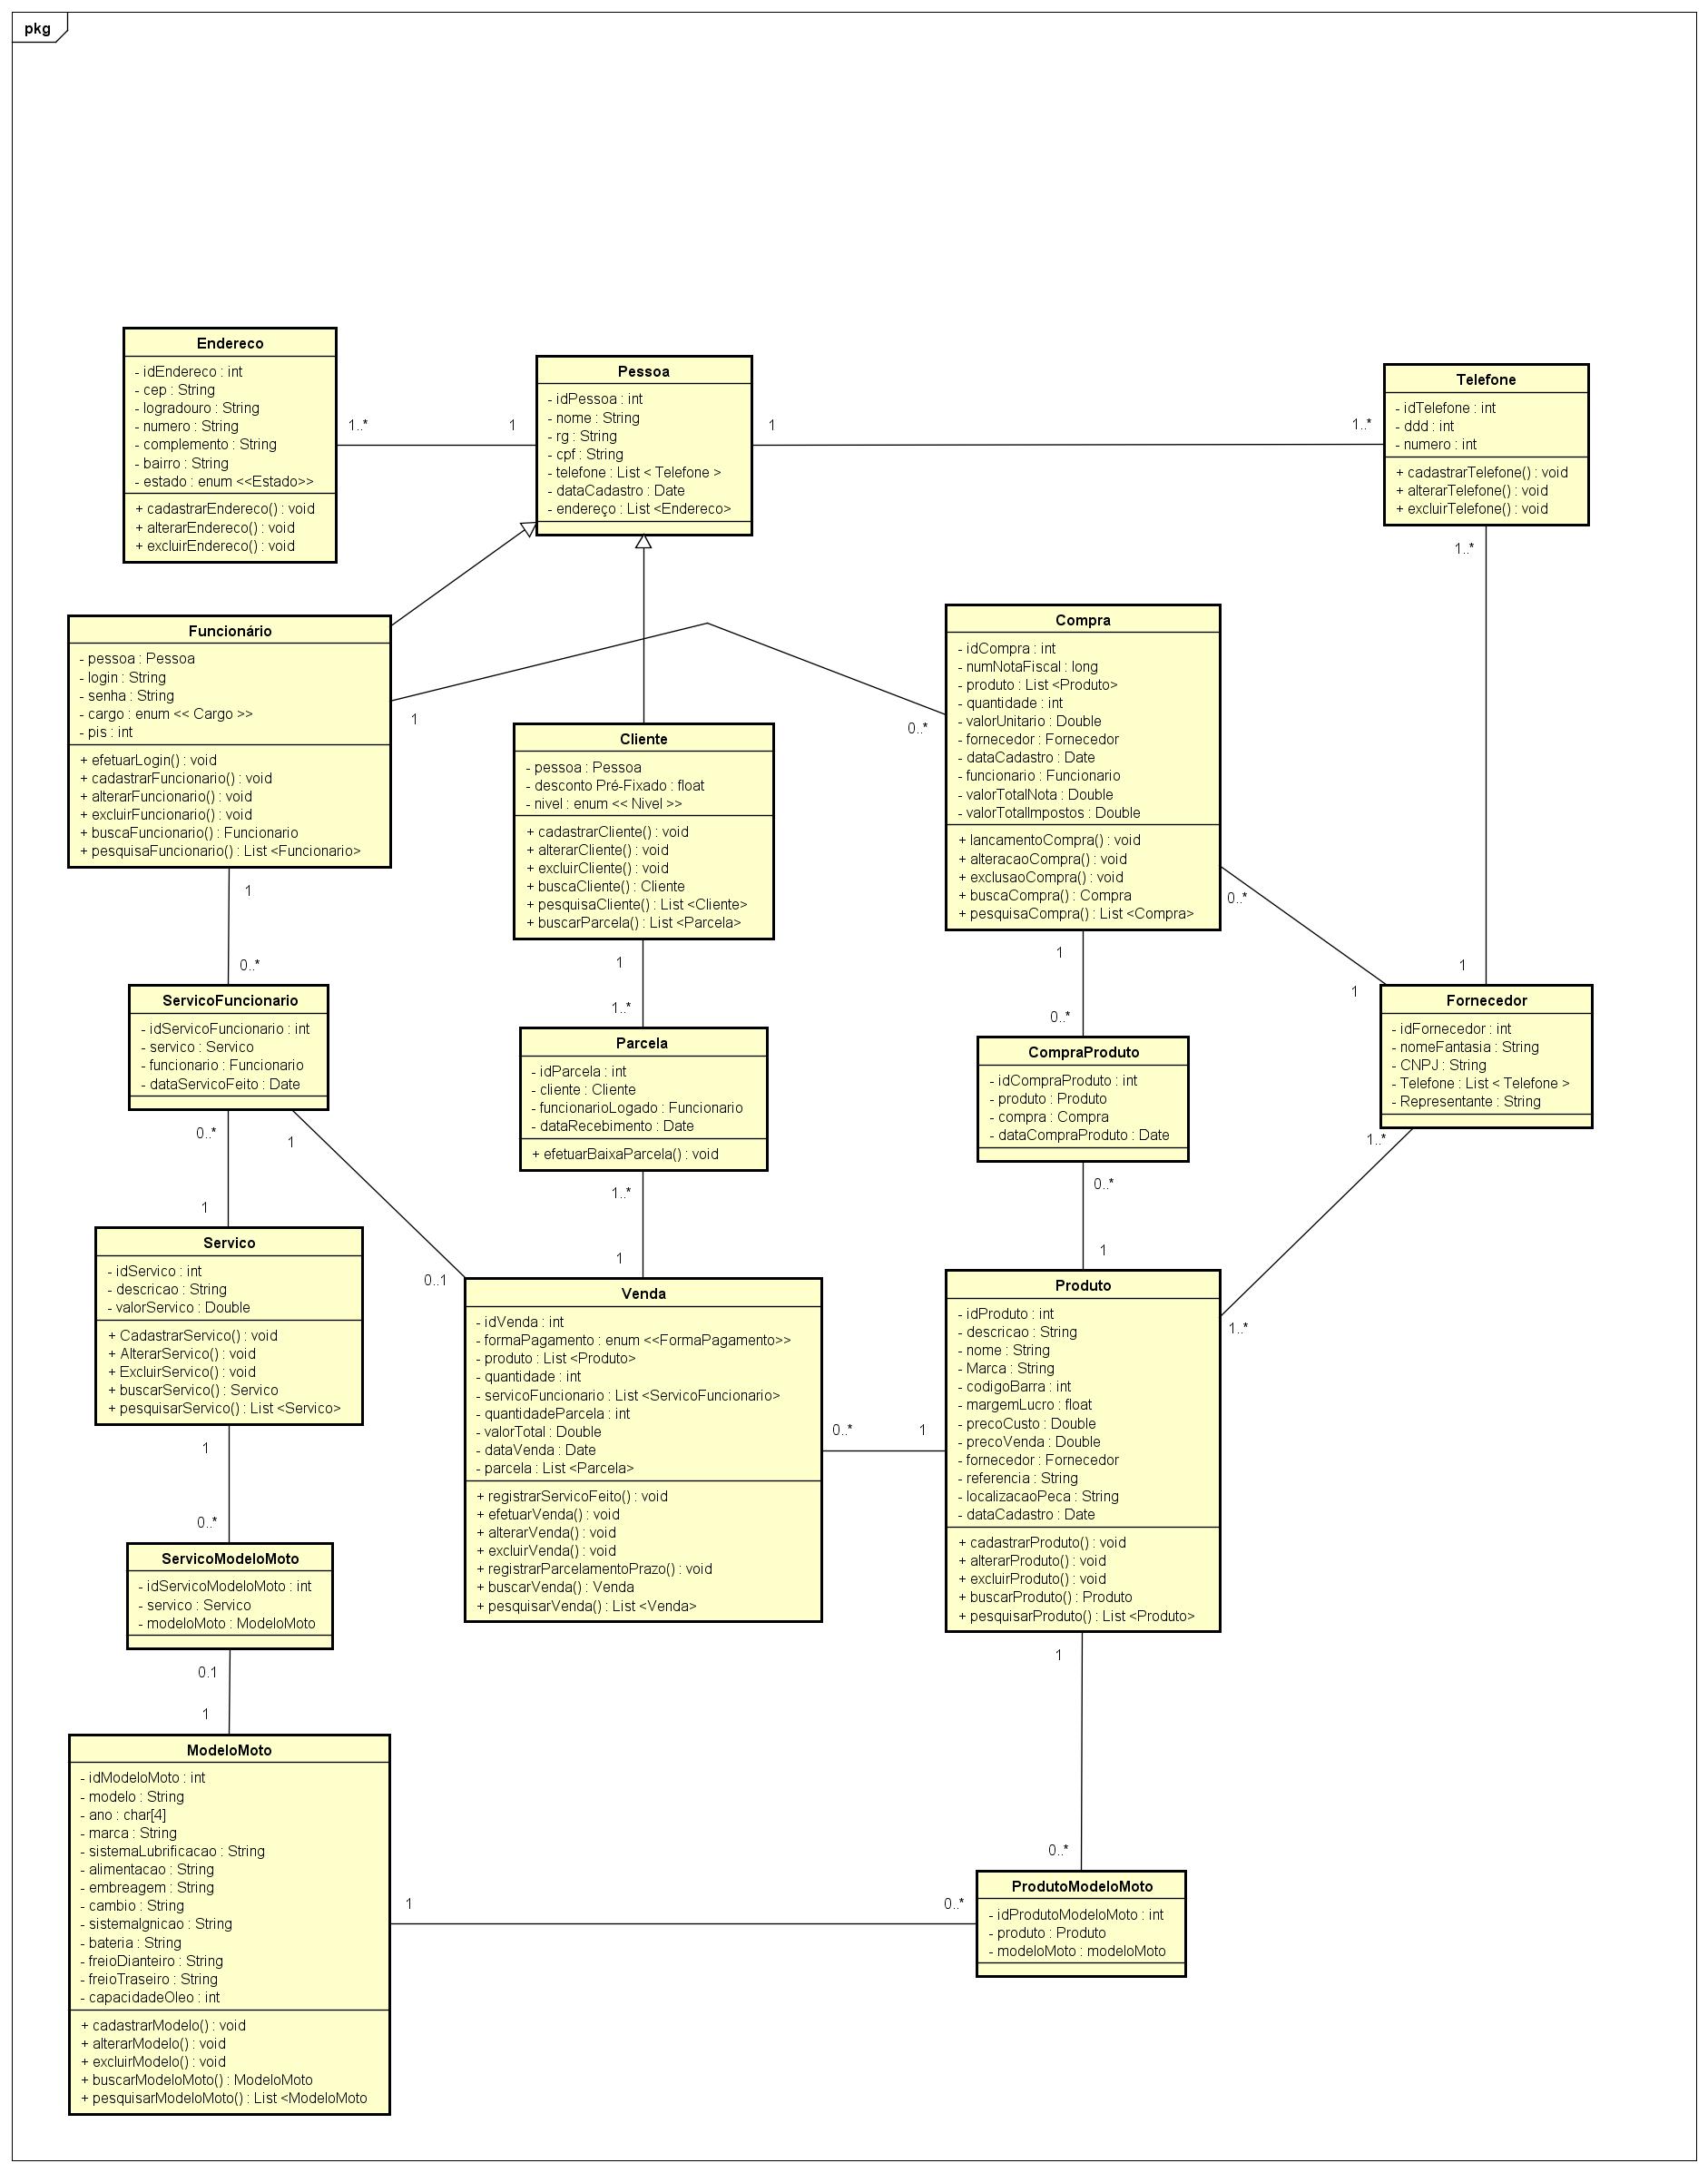 pkg
Endereco
- idEndereco : int
- cep : String
- logradouro : String
- numero : String
- complemento : String
- bairro : String
- estado : enum <<Estado>>
+ cadastrarEndereco() : void
+ alterarEndereco() : void
+ excluirEndereco() : void
1..*
1
Pessoa
- idPessoa : int
- nome : String
- rg : String
- cpf : String
- telefone : List < Telefone >
- dataCadastro : Date
- endereço : List <Endereco>
1
1..*
Telefone
- idTelefone : int
- ddd : int
- numero : int
+ cadastrarTelefone() : void
+ alterarTelefone() : void
+ excluirTelefone() : void
1..*
1
Funcionário
- pessoa : Pessoa
- login : String
- senha : String
- cargo : enum << Cargo >>
- pis : int
+ efetuarLogin() : void
+ cadastrarFuncionario() : void
+ alterarFuncionario() : void
+ excluirFuncionario() : void
+ buscaFuncionario() : Funcionario
+ pesquisaFuncionario() : List <Funcionario>
1
0..*
1
0..*
Cliente
- pessoa : Pessoa
- desconto Pré-Fixado : float
- nivel : enum << Nivel >>
+ cadastrarCliente() : void
+ alterarCliente() : void
+ excluirCliente() : void
+ buscaCliente() : Cliente
+ pesquisaCliente() : List <Cliente>
+ buscarParcela() : List <Parcela>
1
1..*
Compra
- idCompra : int
- numNotaFiscal : long
- produto : List <Produto>
- quantidade : int
- valorUnitario : Double
- fornecedor : Fornecedor
- dataCadastro : Date
- funcionario : Funcionario
- valorTotalNota : Double
- valorTotalImpostos : Double
+ lancamentoCompra() : void
+ alteracaoCompra() : void
+ exclusaoCompra() : void
+ buscaCompra() : Compra
+ pesquisaCompra() : List <Compra>
0..*
1
1
0..*
ServicoFuncionario
- idServicoFuncionario : int
- servico : Servico
- funcionario : Funcionario
- dataServicoFeito : Date
0..*
1
1
0..1
Parcela
- idParcela : int
- cliente : Cliente
- funcionarioLogado : Funcionario
- dataRecebimento : Date
+ efetuarBaixaParcela() : void
1..*
1
CompraProduto
- idCompraProduto : int
- produto : Produto
- compra : Compra
- dataCompraProduto : Date
0..*
1
Fornecedor
- idFornecedor : int
- nomeFantasia : String
- CNPJ : String
- Telefone : List < Telefone >
- Representante : String
1..*
1..*
Servico
- idServico : int
- descricao : String
- valorServico : Double
+ CadastrarServico() : void
+ AlterarServico() : void
+ ExcluirServico() : void
+ buscarServico() : Servico
+ pesquisarServico() : List <Servico>
1
0..*
Venda
- idVenda : int
- formaPagamento : enum <<FormaPagamento>>
- produto : List <Produto>
- quantidade : int
- servicoFuncionario : List <ServicoFuncionario>
- quantidadeParcela : int
- valorTotal : Double
- dataVenda : Date
- parcela : List <Parcela>
+ registrarServicoFeito() : void
+ efetuarVenda() : void
+ alterarVenda() : void
+ excluirVenda() : void
+ registrarParcelamentoPrazo() : void
+ buscarVenda() : Venda
+ pesquisarVenda() : List <Venda>
0..*
1
Produto
- idProduto : int
- descricao : String
- nome : String
- Marca : String
- codigoBarra : int
- margemLucro : float
- precoCusto : Double
- precoVenda : Double
- fornecedor : Fornecedor
- referencia : String
- localizacaoPeca : String
- dataCadastro : Date
+ cadastrarProduto() : void
+ alterarProduto() : void
+ excluirProduto() : void
+ buscarProduto() : Produto
+ pesquisarProduto() : List <Produto>
1
0..*
ServicoModeloMoto
- idServicoModeloMoto : int
- servico : Servico
- modeloMoto : ModeloMoto
0.1
1
ModeloMoto
- idModeloMoto : int
- modelo : String
- ano : char[4]
- marca : String
- sistemaLubrificacao : String
- alimentacao : String
- embreagem : String
- cambio : String
- sistemaIgnicao : String
- bateria : String
- freioDianteiro : String
- freioTraseiro : String
- capacidadeOleo : int
+ cadastrarModelo() : void
+ alterarModelo() : void
+ excluirModelo() : void
+ buscarModeloMoto() : ModeloMoto
+ pesquisarModeloMoto() : List <ModeloMoto
1
0..*
ProdutoModeloMoto
- idProdutoModeloMoto : int
- produto : Produto
- modeloMoto : modeloMoto